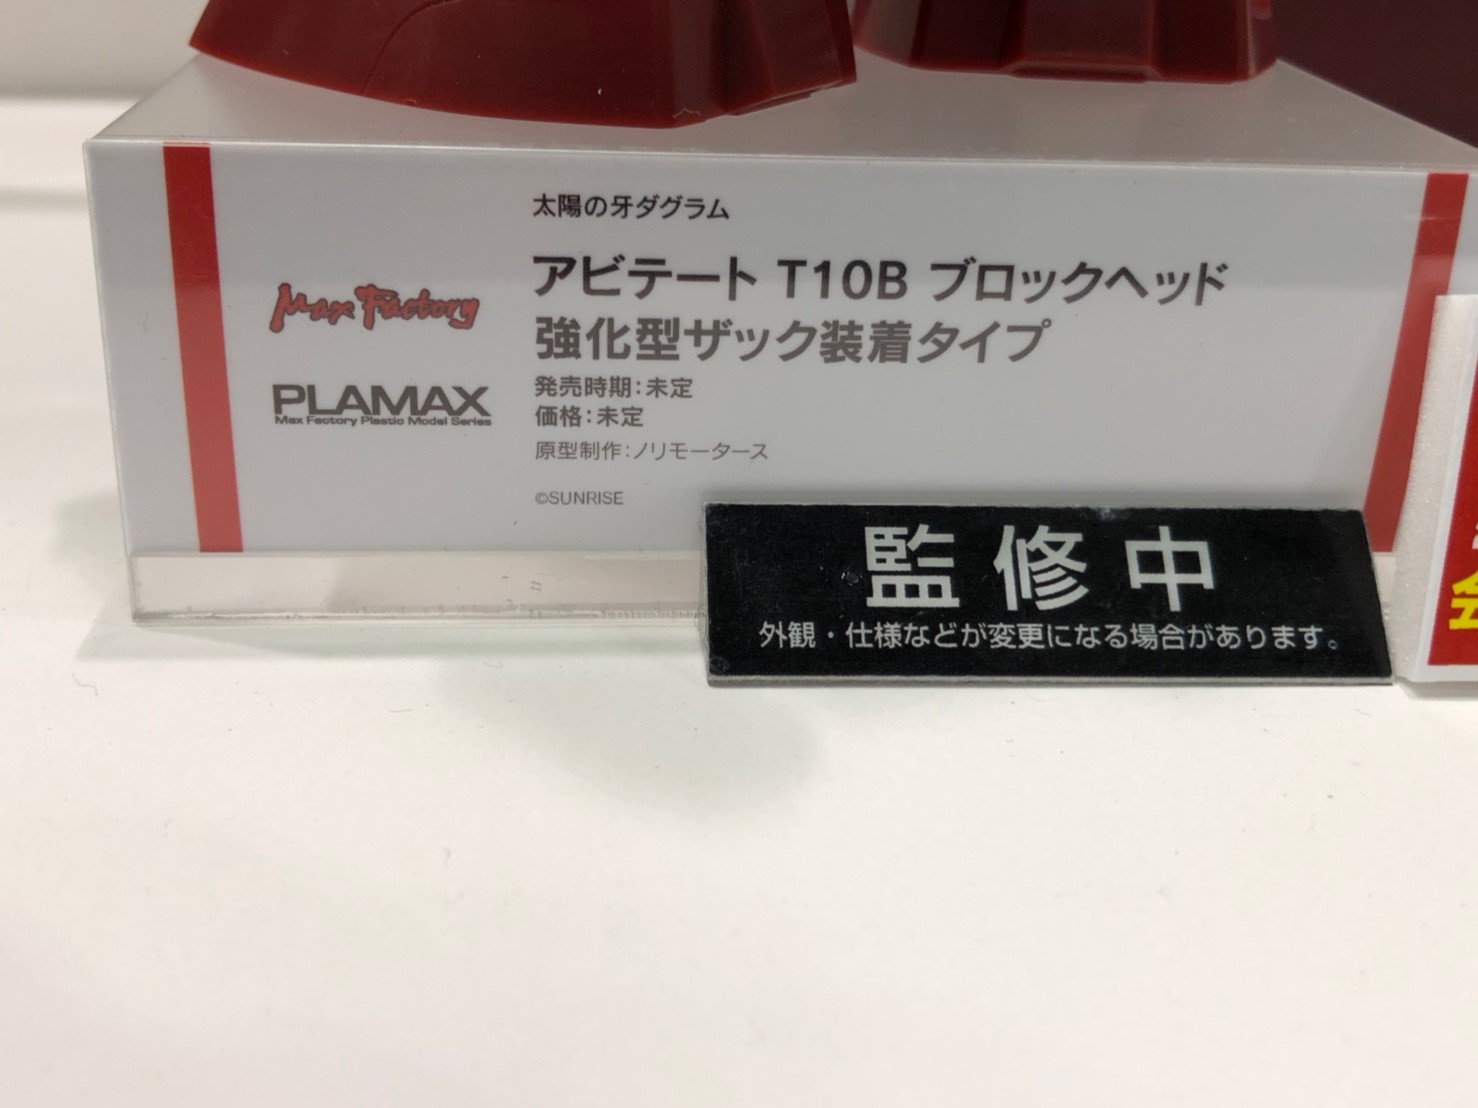 太陽の牙ダグラム
アビテート T10B ブロックヘッド
強化型ザック装着タイプ
発売時期：未定
価格：未定
原型制作：ノリモータース
©SUNRISE
Max Factory
PLAMAX
Max Factory Plastic Model Series
監修中
外観・仕様などが変更になる場合があります。